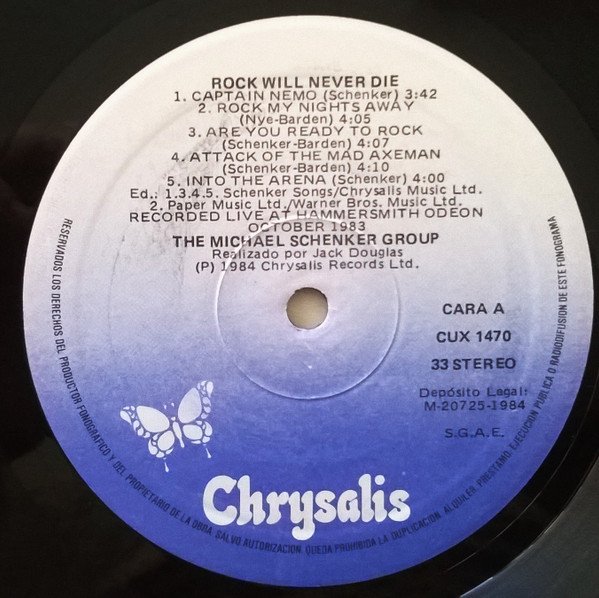 ROCK WILL NEVER DIE
1. CAPTAIN NEMO (Schenker) 3:42
2. ROCK MY NIGHTS AWAY
(Nye-Barden) 4:05
3. ARE YOU READY TO ROCK
(Schenker-Barden) 4:07
4. ATTACK OF THE MAD AXEMAN
(Schenker-Barden) 4:10
5. INTO THE ARENA (Schenker) 4:00
Ed.: 1.3.4.5. Schenker Songs/Chrysalis Music Ltd.
2. Paper Music Ltd./Warner Bros. Music Ltd.
RECORDED LIVE AT HAMMERSMITH ODEON
OCTOBER 1983
THE MICHAEL SCHENKER GROUP
Realizado por Jack Douglas
(P) 1984 Chrysalis Records Ltd.
CARA A
CUX 1470
33 STEREO
Depósito Legal:
M-20725-1984
S.G.A.E.
Chrysalis
RESERVADOS LOS DERECHOS DEL PRODUCTOR FONOGRAFICO Y DEL PROPIETARIO DE LA OBRA. SALVO AUTORIZACION, QUEDA PROHIBIDA LA DUPLICACION, ALQUILER, PRESTAMO, EJECUCION PUBLICA O RADIODIFUSION DE ESTE FONOGRAMA